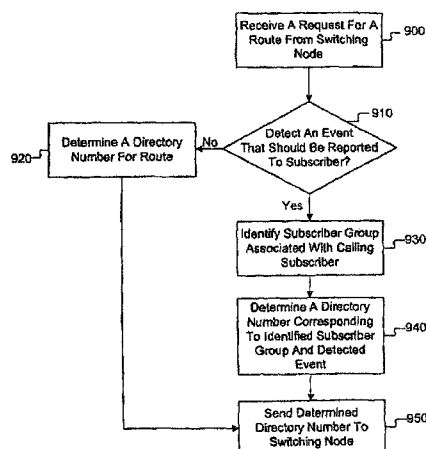 Receive A Request For A
Route From Switching
Node
900
910
Detect An Event
That Should Be Reported
To Subscriber?
No
Determine A Directory
Number For Route
920
Yes
Identify Subscriber Group
Associated With Calling
Subscriber
930
Determine A Directory
Number Corresponding
To Identified Subscriber
Group And Detected
Event
940
Send Determined
Directory Number To
Switching Node
950